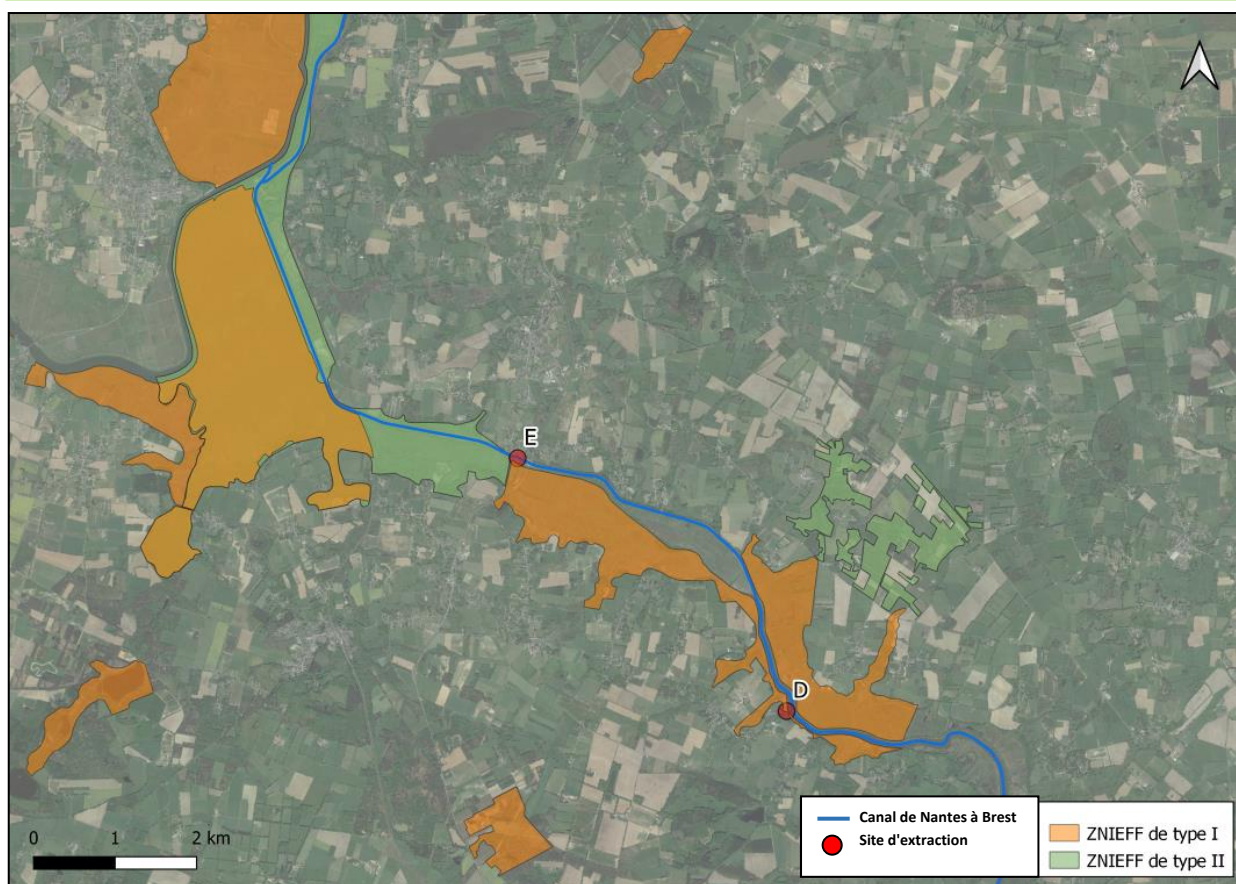 E
D
0 1 2 km
Canal de Nantes à Brest
Site d'extraction
ZNIEFF de type I
ZNIEFF de type II